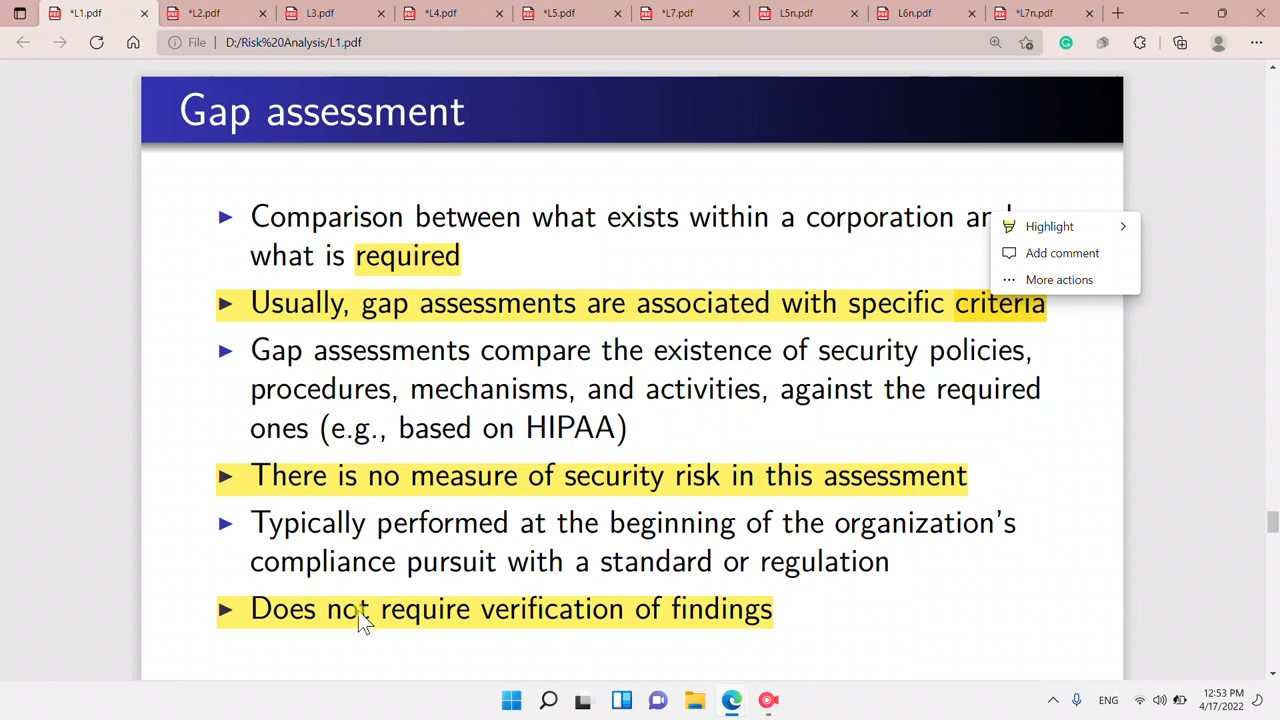 *L1.pdf
*L2.pdf
L3.pdf
*L4.pdf
*L5.pdf
*L7.pdf
L5n.pdf
L6n.pdf
*L7n.pdf
File
D:/Risk%20Analysis/L1.pdf
Gap assessment
Comparison between what exists within a corporation and
what is required
Usually, gap assessments are associated with specific criteria
Gap assessments compare the existence of security policies,
procedures, mechanisms, and activities, against the required
ones (e.g., based on HIPAA)
There is no measure of security risk in this assessment
Typically performed at the beginning of the organization's
compliance pursuit with a standard or regulation
Does not require verification of findings
Highlight
Add comment
More actions
ENG
12:53 PM
4/17/2022